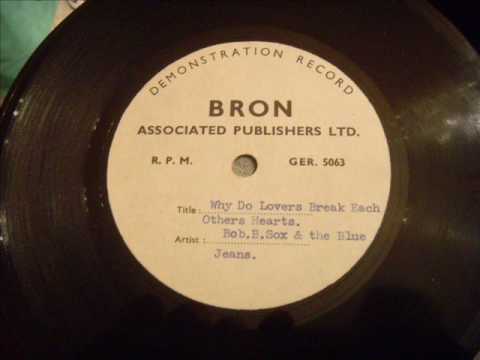 DEMONSTRATION RECORD
BRON
ASSOCIATED PUBLISHERS LTD.
R. P. M. GER. 5063
Title: Why Do Lovers Break Each
Others Hearts.
Artist: Bob.B.Sox & the Blue
Jeans.